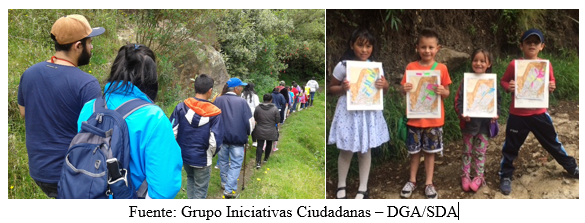 Fuente: Grupo Iniciativas Ciudadanas – DGA/SDA